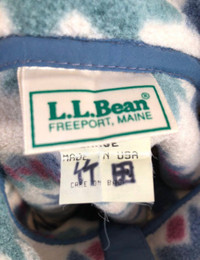 L.L.Bean
FREEPORT, MAINE
MADE IN USA
竹田